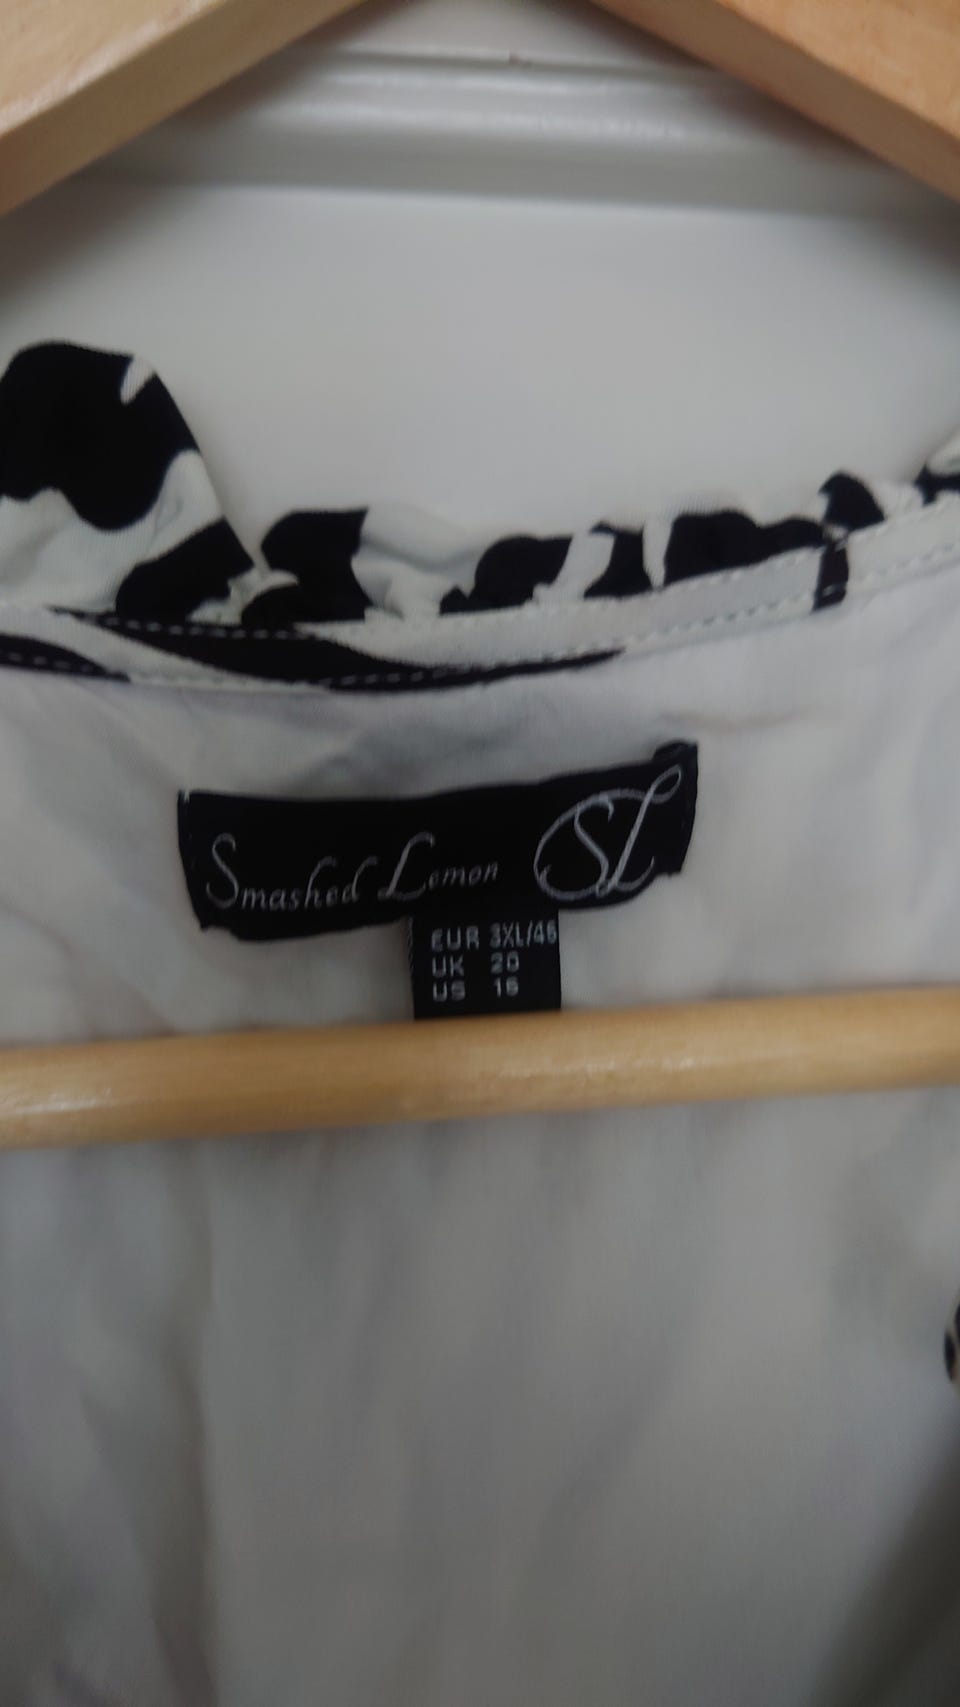 Smashed Lemon SL
EUR 3XL/46
UK 20
US 16